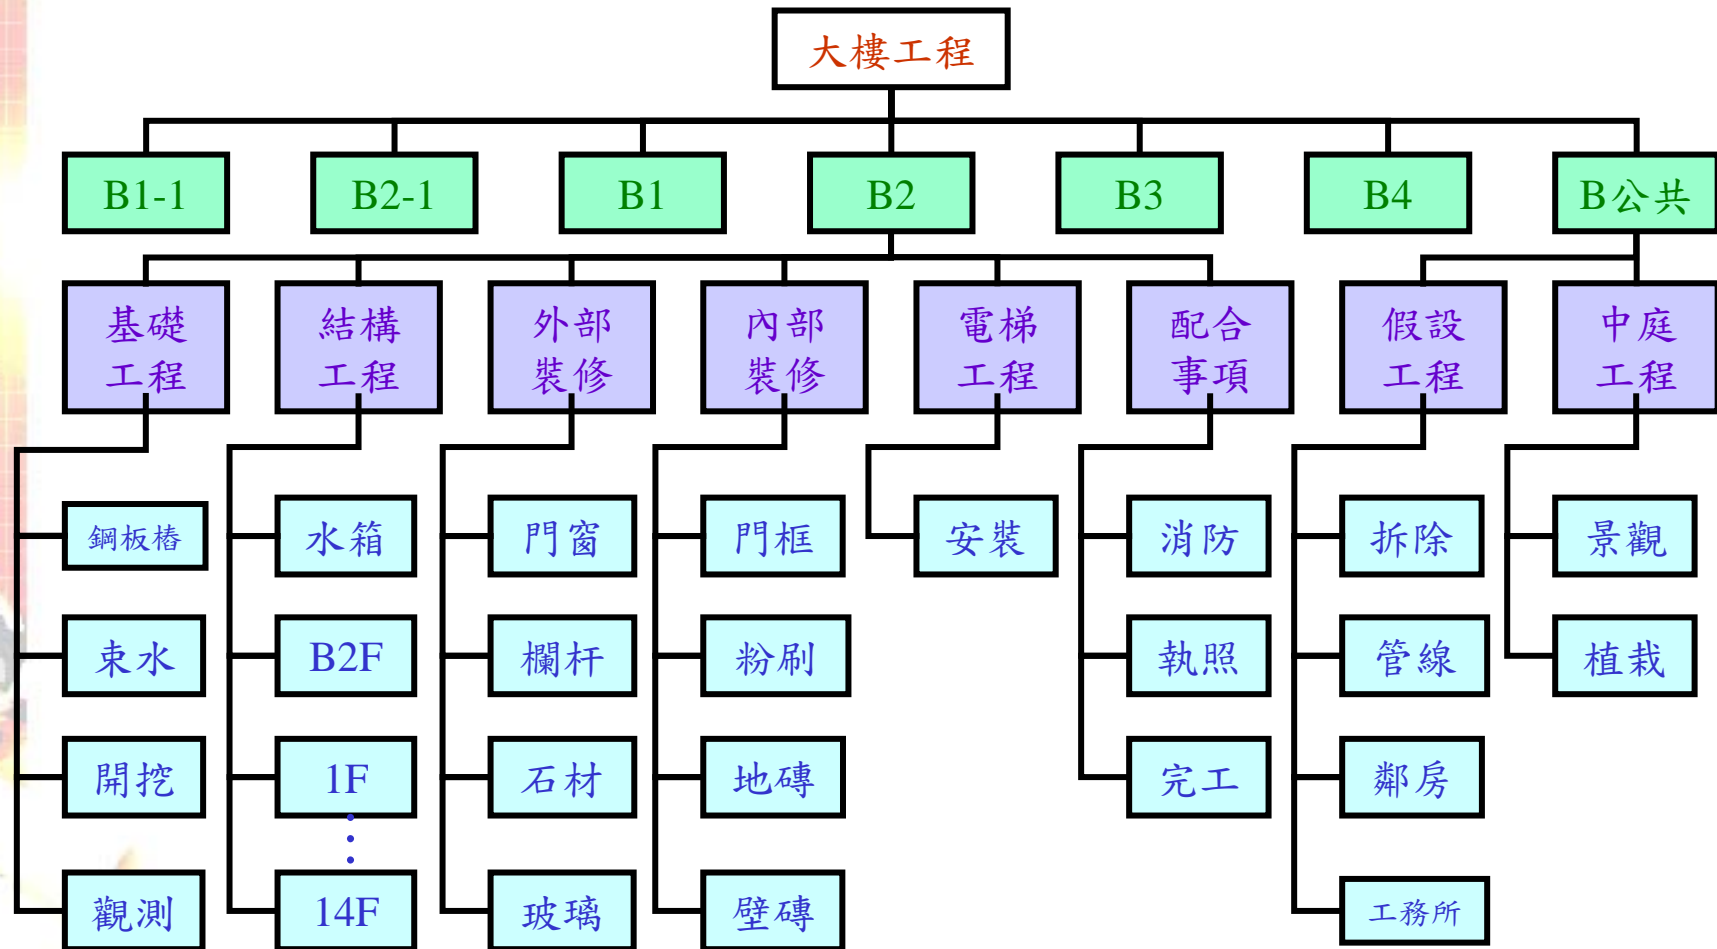 大樓工程
B1-1
B2-1
B1
B2
B3
B4
B公共
基礎
工程
結構
工程
外部
裝修
內部
裝修
電梯
工程
配合
事項
假設
工程
中庭
工程
鋼板樁
水箱
門窗
門框
安裝
消防
拆除
景觀
束水
B2F
欄杆
粉刷
執照
管線
植栽
開挖
1F
石材
地磚
完工
鄰房
觀測
14F
玻璃
壁磚
工務所